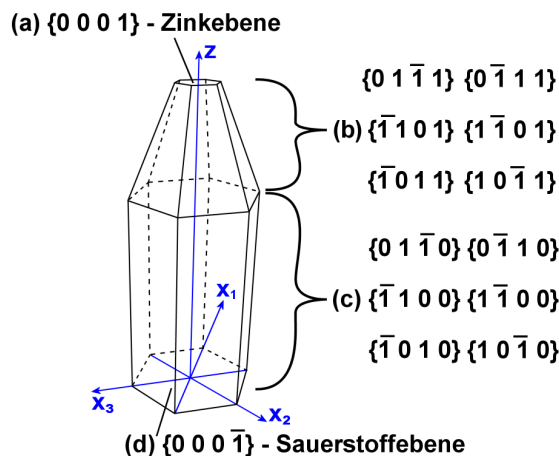 (a) {0 0 0 1} - Zinkebene
z
{0 1 1̅ 1} {0 1̅ 1 1}
(b) {1̅ 1 0 1} {1 1̅ 0 1}
{1̅ 0 1 1} {1 0 1̅ 1}
{0 1 1̅ 0} {0 1̅ 1 0}
x₁
(c) {1̅ 1 0 0} {1 1̅ 0 0}
{1̅ 0 1 0} {1 0 1̅ 0}
x₃
x₂
(d) {0 0 0 1̅} - Sauerstoffebene